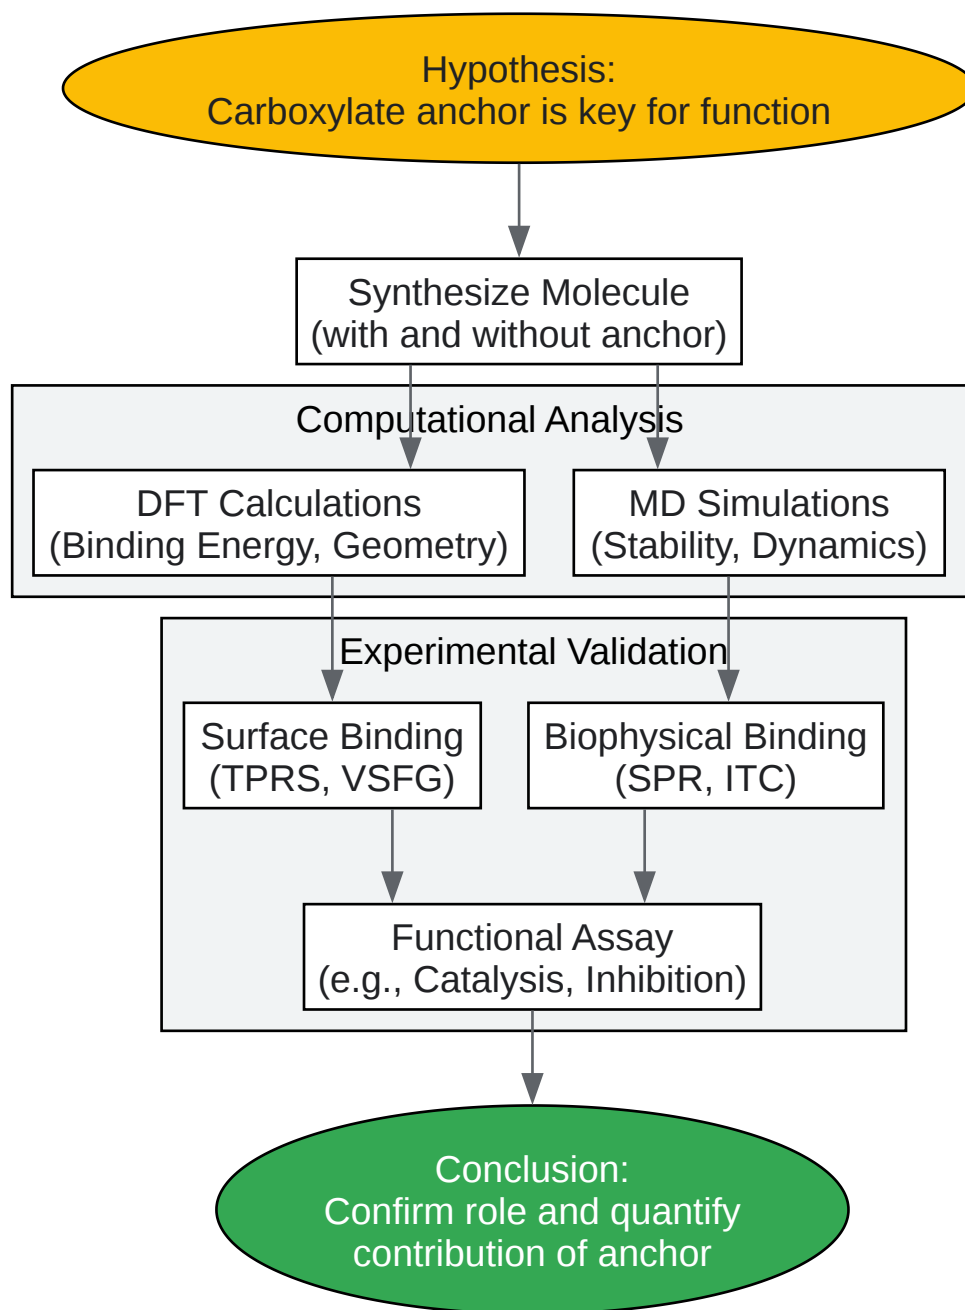 Hypothesis:
Carboxylate anchor is key for function
Synthesize Molecule
(with and without anchor)
Computational Analysis
DFT Calculations
(Binding Energy, Geometry)
MD Simulations
(Stability, Dynamics)
Experimental Validation
Surface Binding
(TPRS, VSFG)
Biophysical Binding
(SPR, ITC)
Functional Assay
(e.g., Catalysis, Inhibition)
Conclusion:
Confirm role and quantify
contribution of anchor